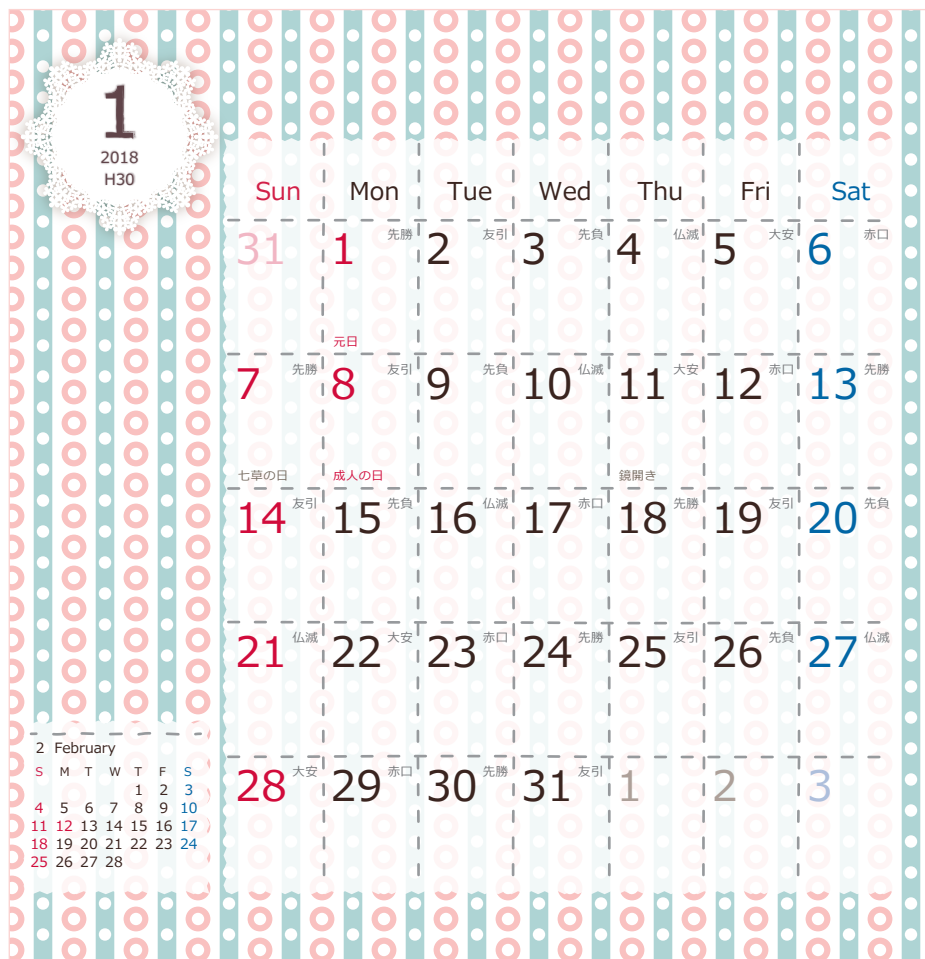 1
2018
H30
Sun Mon Tue Wed Thu Fri Sat
31 1 先勝 2 友引 3 先負 4 仏滅 5 大安 6 赤口
元日
7 先勝 8 友引 9 先負 10 仏滅 11 大安 12 赤口 13 先勝
七草の日 成人の日 鏡開き
14 友引 15 先負 16 仏滅 17 赤口 18 先勝 19 友引 20 先負
21 仏滅 22 大安 23 赤口 24 先勝 25 友引 26 先負 27 仏滅
28 大安 29 赤口 30 先勝 31 友引 1 2 3
2 February
S M T W T F S
1 2 3
4 5 6 7 8 9 10
11 12 13 14 15 16 17
18 19 20 21 22 23 24
25 26 27 28